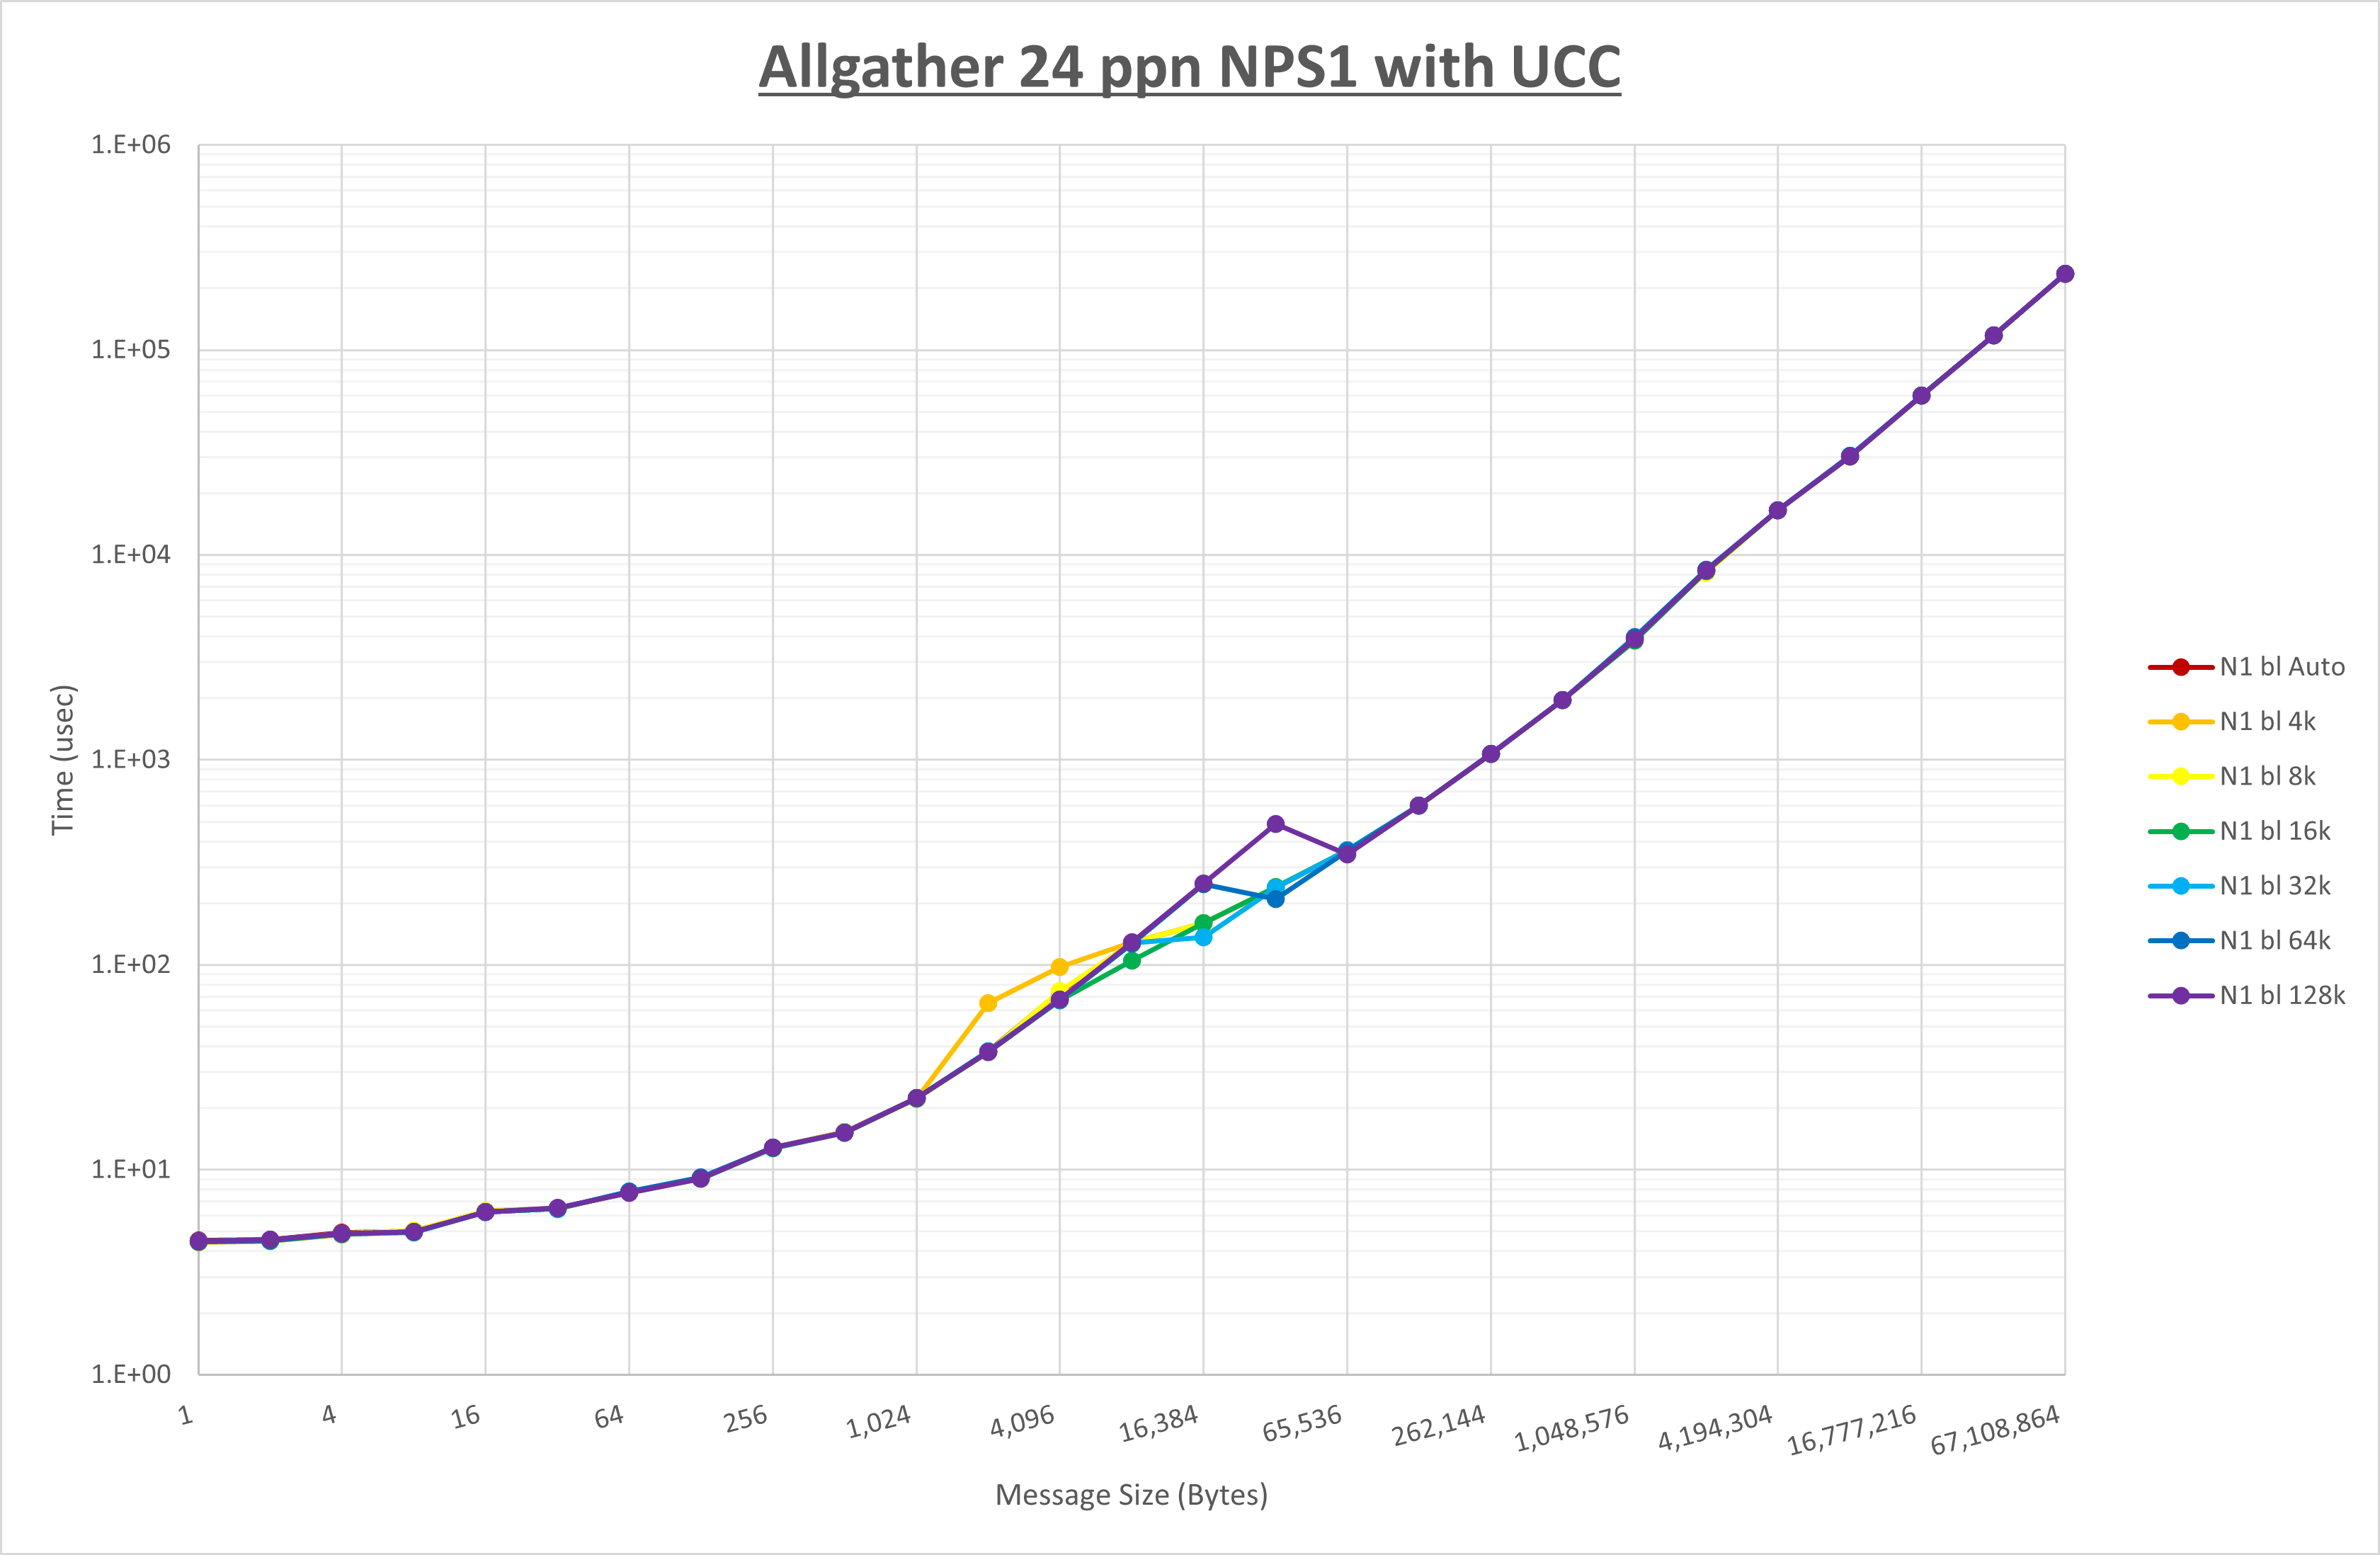 Allgather 24 ppn NPS1 with UCC
1.E+06
1.E+05
1.E+04
1.E+03
1.E+02
1.E+01
1.E+00
Time (usec)
1
4
16
64
256
1,024
4,096
16,384
65,536
262,144
1,048,576
4,194,304
16,777,216
67,108,864
Message Size (Bytes)
N1 bl Auto
N1 bl 4k
N1 bl 8k
N1 bl 16k
N1 bl 32k
N1 bl 64k
N1 bl 128k